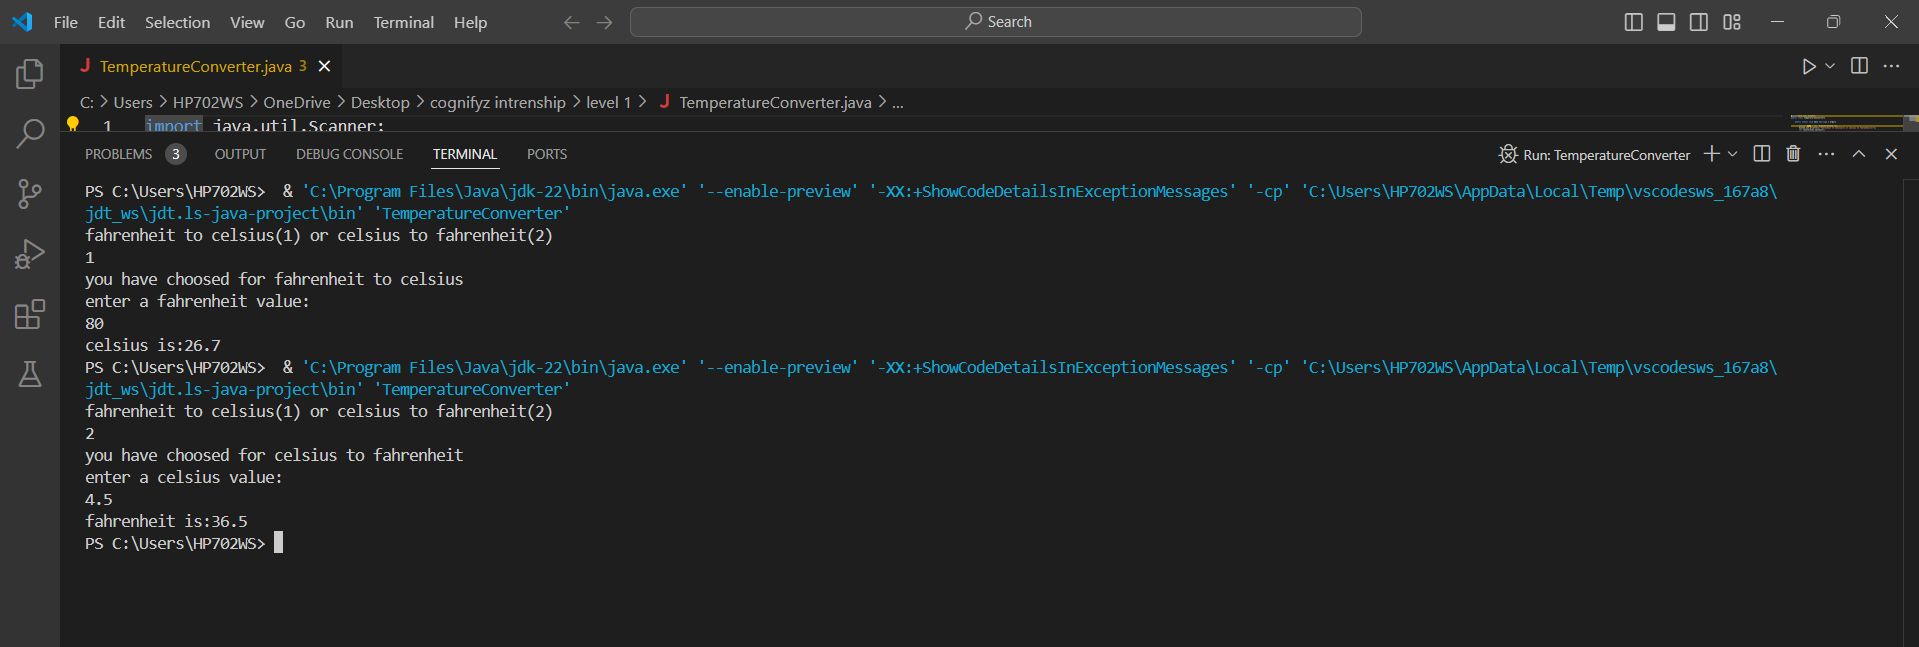 File Edit Selection View Go Run Terminal Help Search
TemperatureConverter.java 3
C: > Users > HP702WS > OneDrive > Desktop > cognifyz intrenship > level 1 > J TemperatureConverter.java > ...
1 import java.util.Scanner;
PROBLEMS 3 OUTPUT DEBUG CONSOLE TERMINAL PORTS Run: TemperatureConverter
PS C:\Users\HP702WS>  & 'C:\Program Files\Java\jdk-22\bin\java.exe' '--enable-preview' '-XX:+ShowCodeDetailsInExceptionMessages' '-cp' 'C:\Users\HP702WS\AppData\Local\Temp\vscodesws_167a8\
jdt_ws\jdt.ls-java-project\bin' 'TemperatureConverter'
fahrenheit to celsius(1) or celsius to fahrenheit(2)
1
you have choosed for fahrenheit to celsius
enter a fahrenheit value:
80
celsius is:26.7
PS C:\Users\HP702WS>  & 'C:\Program Files\Java\jdk-22\bin\java.exe' '--enable-preview' '-XX:+ShowCodeDetailsInExceptionMessages' '-cp' 'C:\Users\HP702WS\AppData\Local\Temp\vscodesws_167a8\
jdt_ws\jdt.ls-java-project\bin' 'TemperatureConverter'
fahrenheit to celsius(1) or celsius to fahrenheit(2)
2
you have choosed for celsius to fahrenheit
enter a celsius value:
4.5
fahrenheit is:36.5
PS C:\Users\HP702WS>